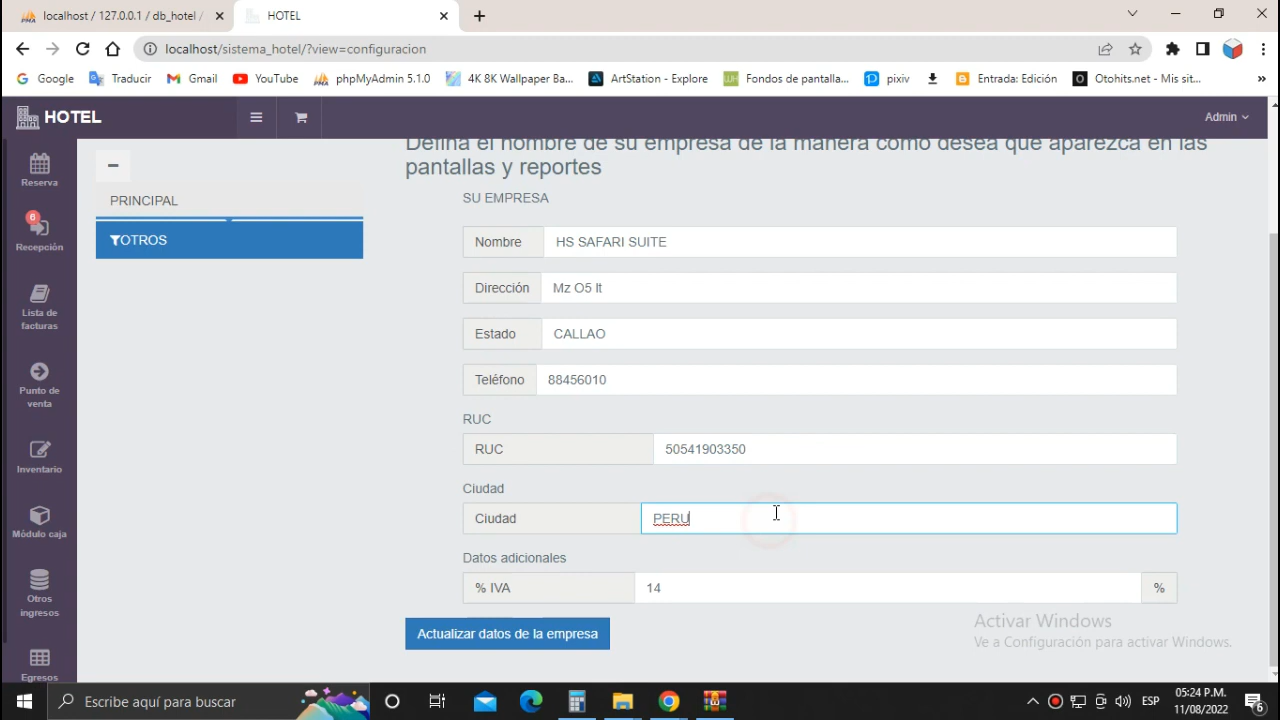 localhost / 127.0.0.1 / db_hotel /
HOTEL
localhost/sistema_hotel/?view=configuracion
Google
Traducir
Gmail
YouTube
phpMyAdmin 5.1.0
4K 8K Wallpaper Ba...
ArtStation - Explore
Fondos de pantalla...
pixiv
Entrada: Edición
Otohits.net - Mis sit...
»
HOTEL
Admin
Reserva
6
Recepción
Lista de
facturas
Punto de
venta
Inventario
Módulo caja
Otros
ingresos
Egresos
PRINCIPAL
OTROS
Defina el nombre de su empresa de la manera como desea que aparezca en las
pantallas y reportes
SU EMPRESA
Nombre HS SAFARI SUITE
Dirección Mz O5 lt
Estado CALLAO
Teléfono 88456010
RUC
RUC 50541903350
Ciudad
Ciudad PERU
Datos adicionales
% IVA 14 %
Actualizar datos de la empresa
Activar Windows
Ve a Configuración para activar Windows.
Escribe aquí para buscar
ESP
05:24 P.M.
11/08/2022
6